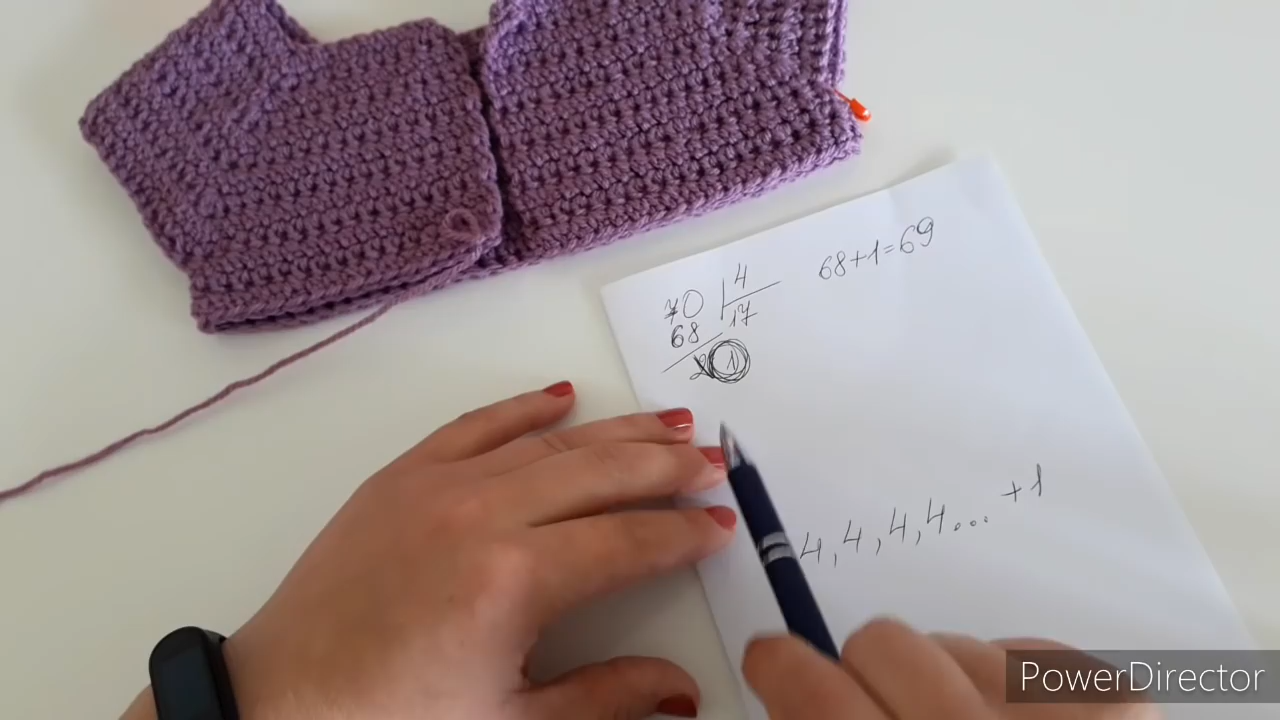 70 | 4
68 17
2 1
68+1=69
4, 4, 4, 4... +1
PowerDirector